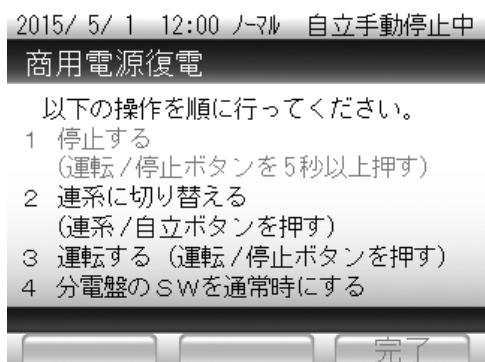 2015/ 5/ 1 12:00 ﾉｰﾏﾙ 自立手動停止中
商用電源復電
以下の操作を順に行ってください。
1 停止する
(運転/停止ボタンを5秒以上押す)
2 連系に切り替える
(連系/自立ボタンを押す)
3 運転する（運転/停止ボタンを押す)
4 分電盤のＳＷを通常時にする
完了